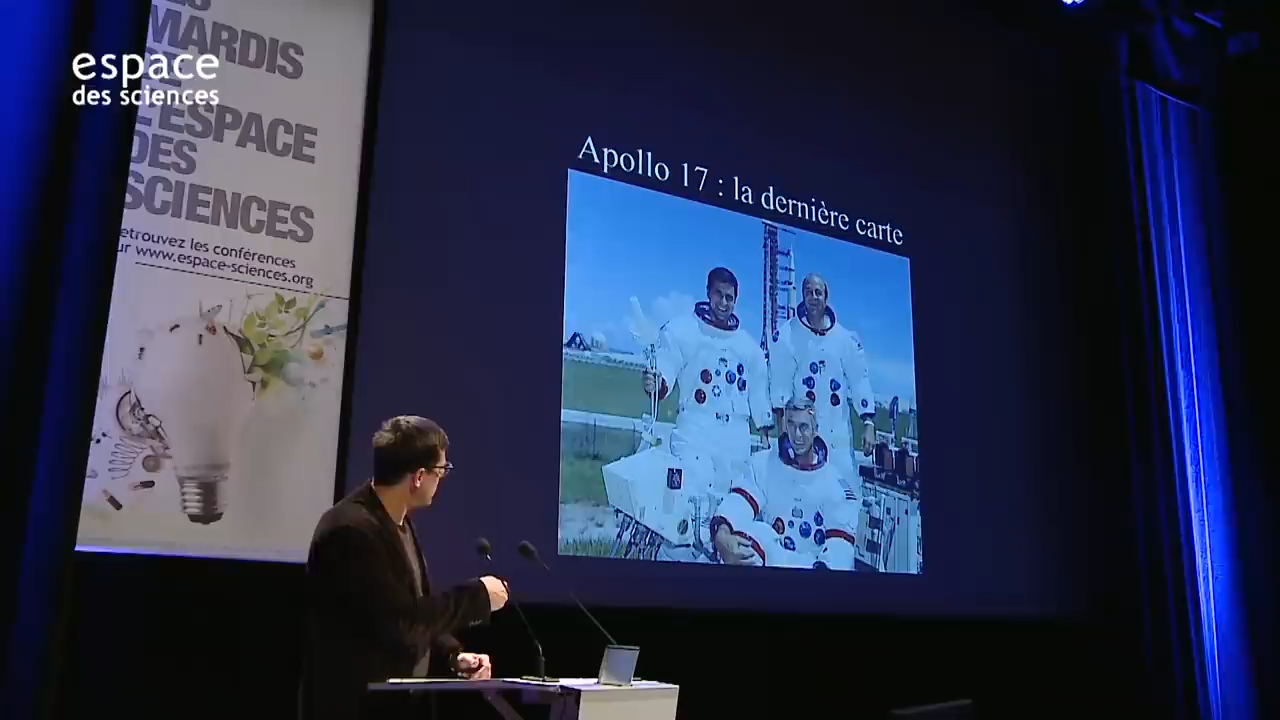 espace
des sciences
MARDIS
L'ESPACE
DES
SCIENCES
etrouvez les conférences
ur www.espace-sciences.org
Apollo 17 : la dernière carte